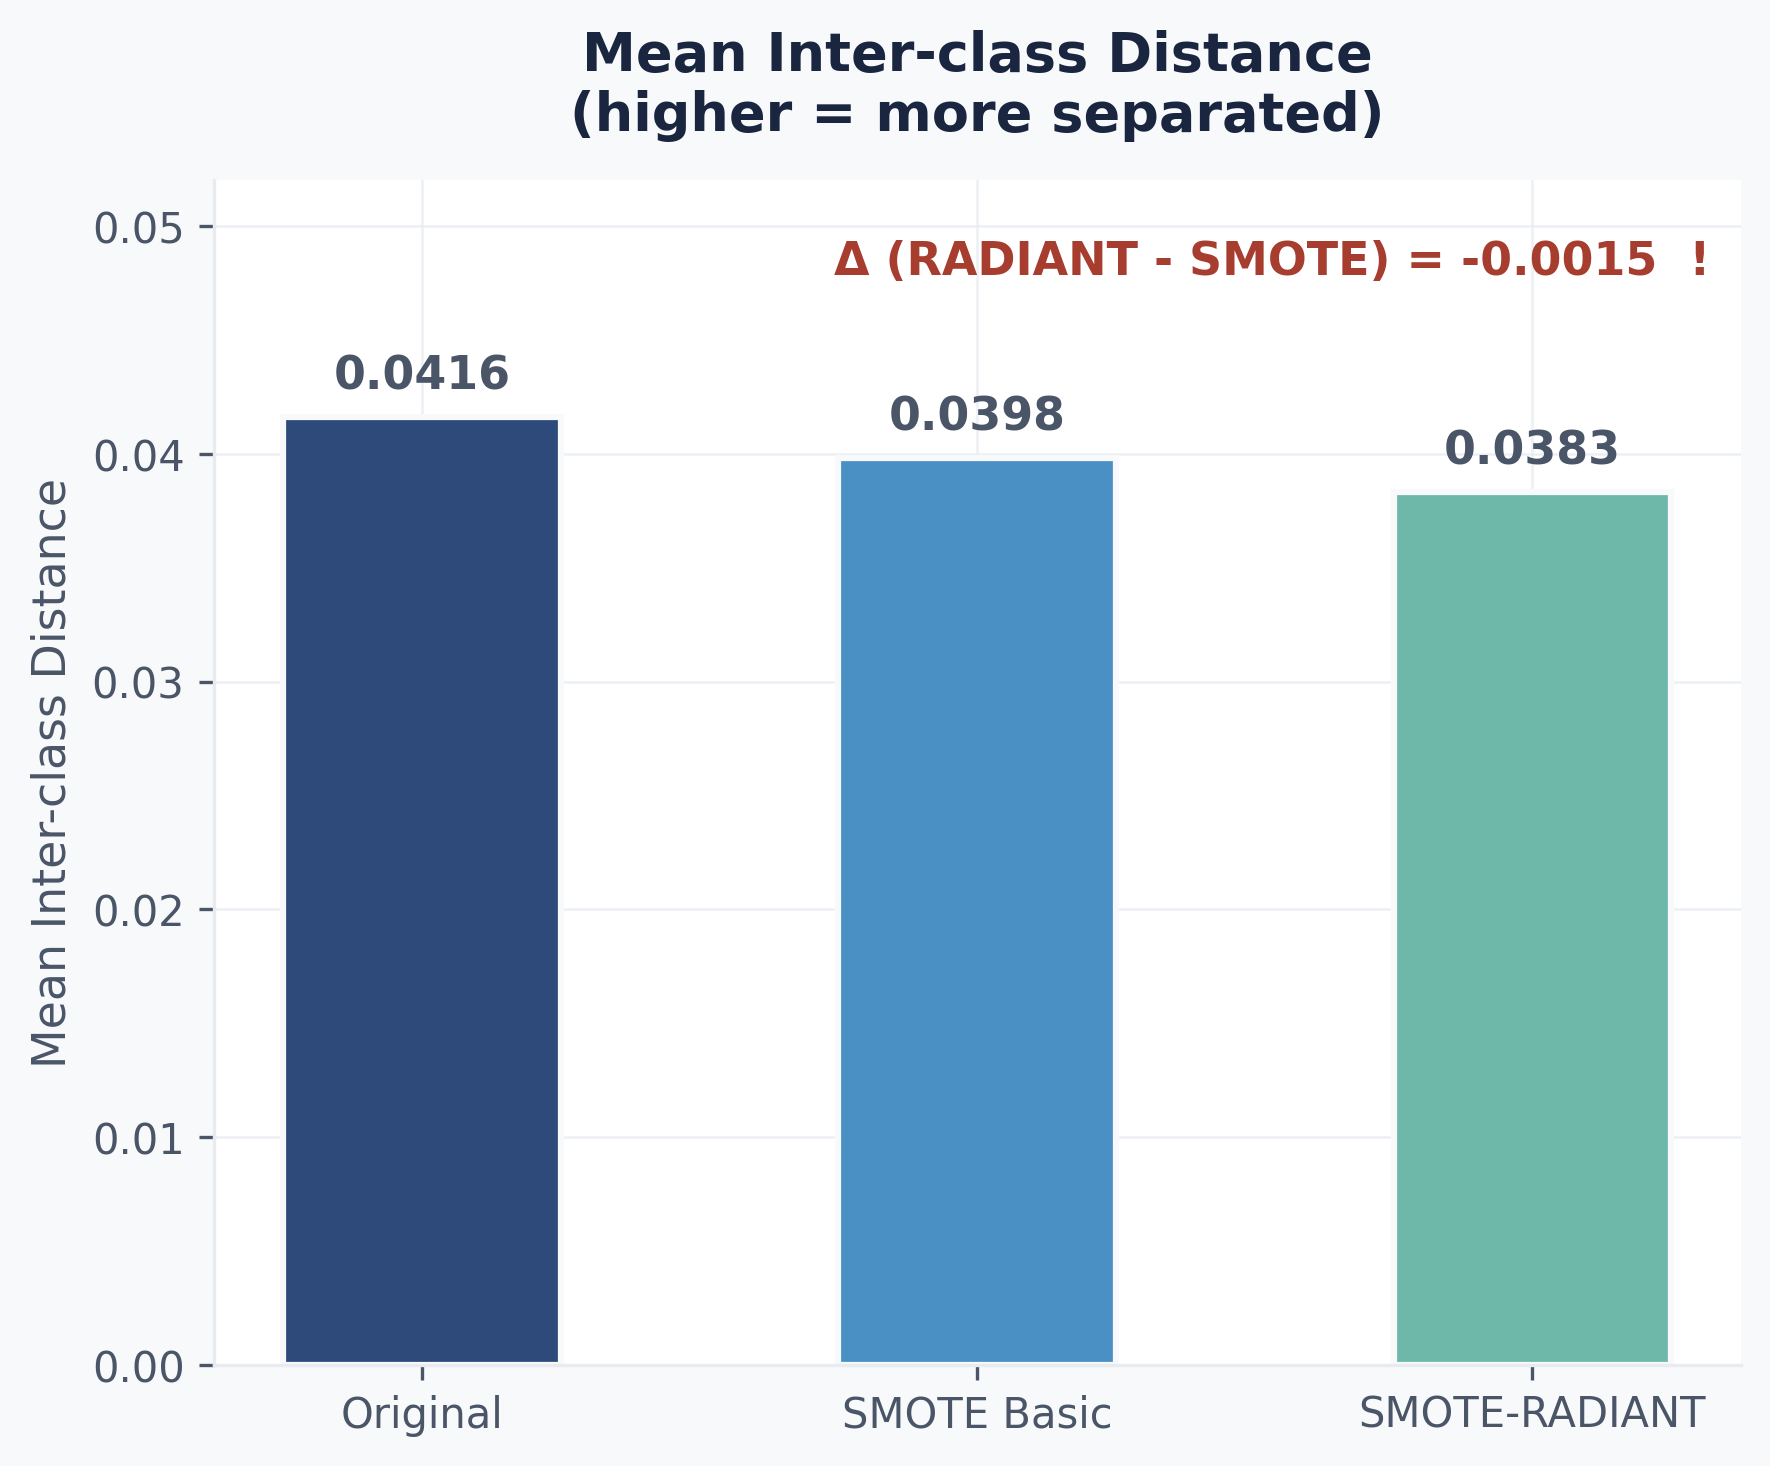 Mean Inter-class Distance
(higher = more separated)
Δ (RADIANT - SMOTE) = -0.0015 !
0.0416
0.0398
0.0383
Mean Inter-class Distance
0.05
0.04
0.03
0.02
0.01
0.00
Original
SMOTE Basic
SMOTE-RADIANT